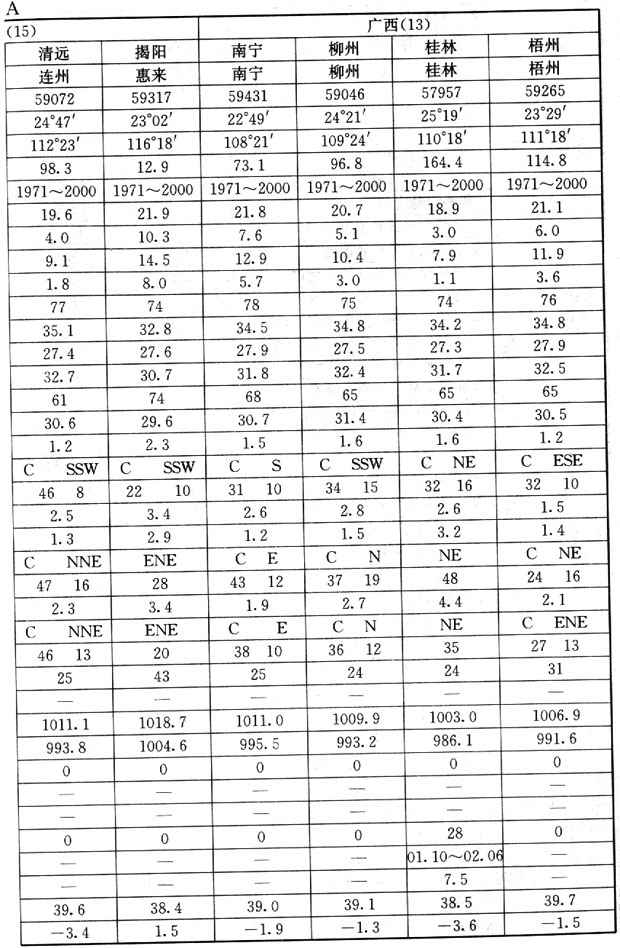 A
(15) 广西(13)
清远 揭阳 南宁 柳州 桂林 梧州
连州 惠来 南宁 柳州 桂林 梧州
59072 59317 59431 59046 57957 59265
24°47′ 23°02′ 22°49′ 24°21′ 25°19′ 23°29′
112°23′ 116°18′ 108°21′ 109°24′ 110°18′ 111°18′
98.3 12.9 73.1 96.8 164.4 114.8
1971～2000 1971～2000 1971～2000 1971～2000 1971～2000 1971～2000
19.6 21.9 21.8 20.7 18.9 21.1
4.0 10.3 7.6 5.1 3.0 6.0
9.1 14.5 12.9 10.4 7.9 11.9
1.8 8.0 5.7 3.0 1.1 3.6
77 74 78 75 74 76
35.1 32.8 34.5 34.8 34.2 34.8
27.4 27.6 27.9 27.5 27.3 27.9
32.7 30.7 31.8 32.4 31.7 32.5
61 74 68 65 65 65
30.6 29.6 30.7 31.4 30.4 30.5
1.2 2.3 1.5 1.6 1.6 1.2
C SSW C SSW C S C SSW C NE C ESE
46 8 22 10 31 10 34 15 32 16 32 10
2.5 3.4 2.6 2.8 2.6 1.5
1.3 2.9 1.2 1.5 3.2 1.4
C NNE ENE C E C N NE C NE
47 16 28 43 12 37 19 48 24 16
2.3 3.4 1.9 2.7 4.4 2.1
C NNE ENE C E C N NE C ENE
46 13 20 38 10 36 12 35 27 13
25 43 25 24 24 31
— — — — — —
1011.1 1018.7 1011.0 1009.9 1003.0 1006.9
993.8 1004.6 995.5 993.2 986.1 991.6
0 0 0 0 0 0
— — — — — —
— — — — — —
0 0 0 0 28 0
— — — — 01.10～02.06 —
— — — — 7.5 —
39.6 38.4 39.0 39.1 38.5 39.7
−3.4 1.5 −1.9 −1.3 −3.6 −1.5